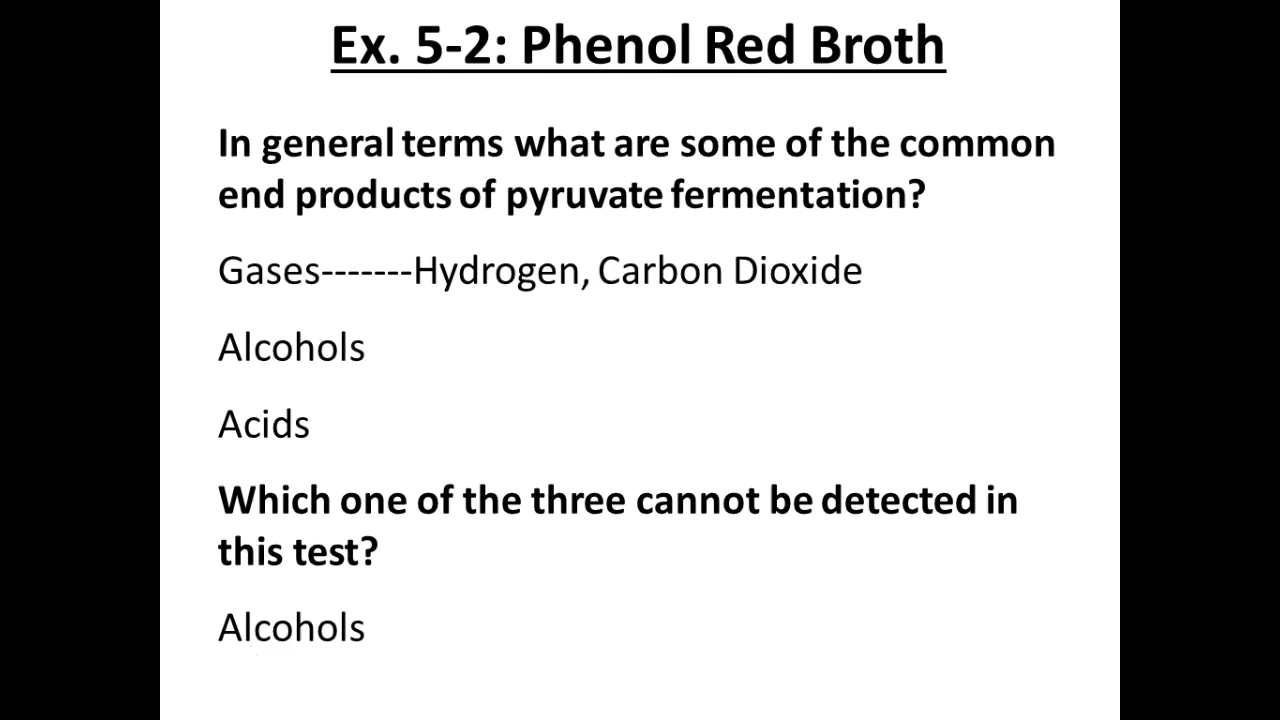 Ex. 5-2: Phenol Red Broth
In general terms what are some of the common
end products of pyruvate fermentation?
Gases-------Hydrogen, Carbon Dioxide
Alcohols
Acids
Which one of the three cannot be detected in
this test?
Alcohols